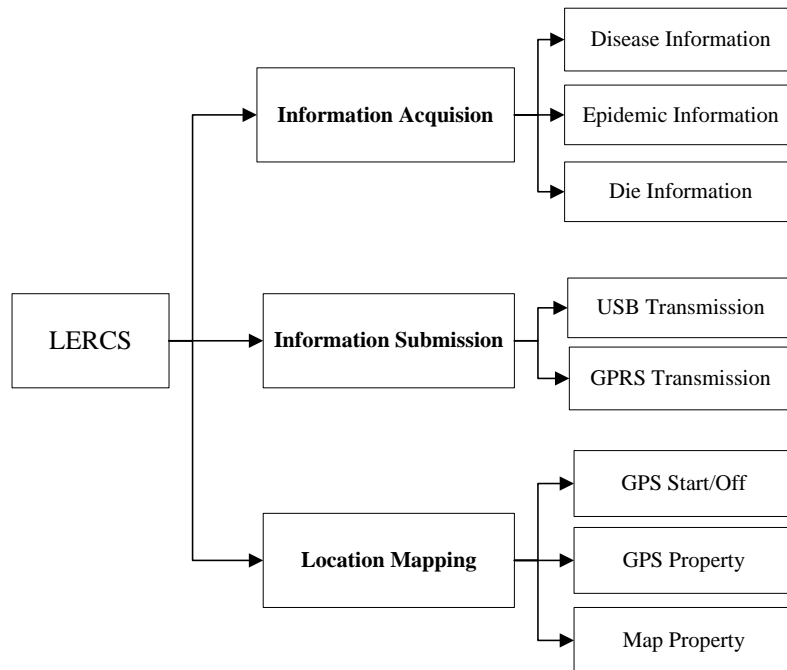 LERCS
Information Acquision
Disease Information
Epidemic Information
Die Information
Information Submission
USB Transmission
GPRS Transmission
Location Mapping
GPS Start/Off
GPS Property
Map Property